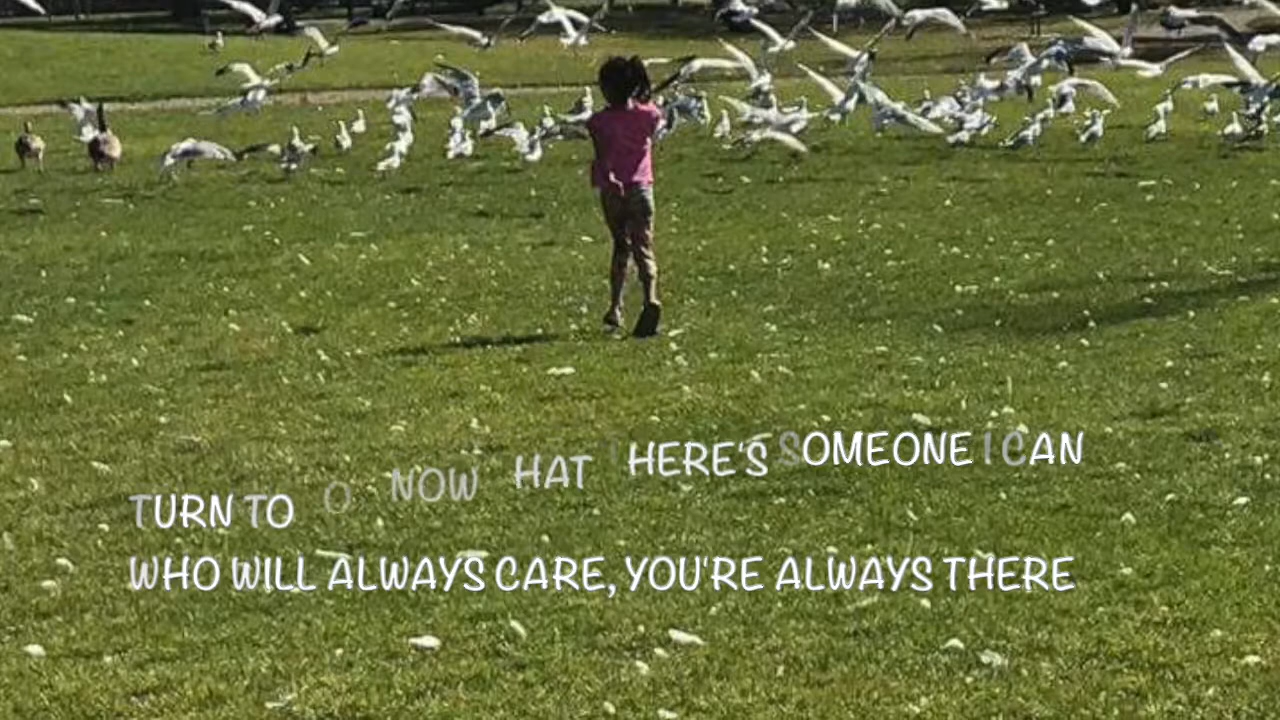 O NOW HAT HERE'S SOMEONE I CAN
TURN TO
WHO WILL ALWAYS CARE, YOU'RE ALWAYS THERE